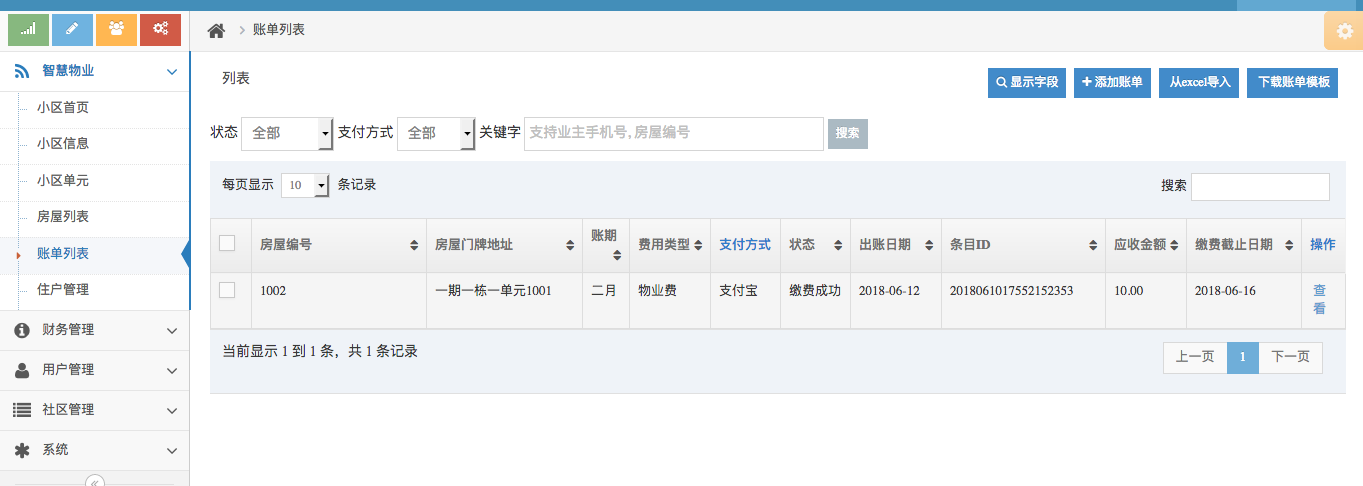 账单列表
智慧物业
小区首页
小区信息
小区单元
房屋列表
账单列表
住户管理
财务管理
用户管理
社区管理
系统
列表
显示字段 添加账单 从excel导入 下载账单模板
状态 全部 支付方式 全部 关键字 支持业主手机号,房屋编号 搜索
每页显示 10 条记录 搜索
房屋编号 房屋门牌地址 账期 费用类型 支付方式 状态 出账日期 条目ID 应收金额 缴费截止日期 操作
1002 一期一栋一单元1001 二月 物业费 支付宝 缴费成功 2018-06-12 2018061017552152353 10.00 2018-06-16 查
看
当前显示 1 到 1 条，共 1 条记录
上一页 1 下一页